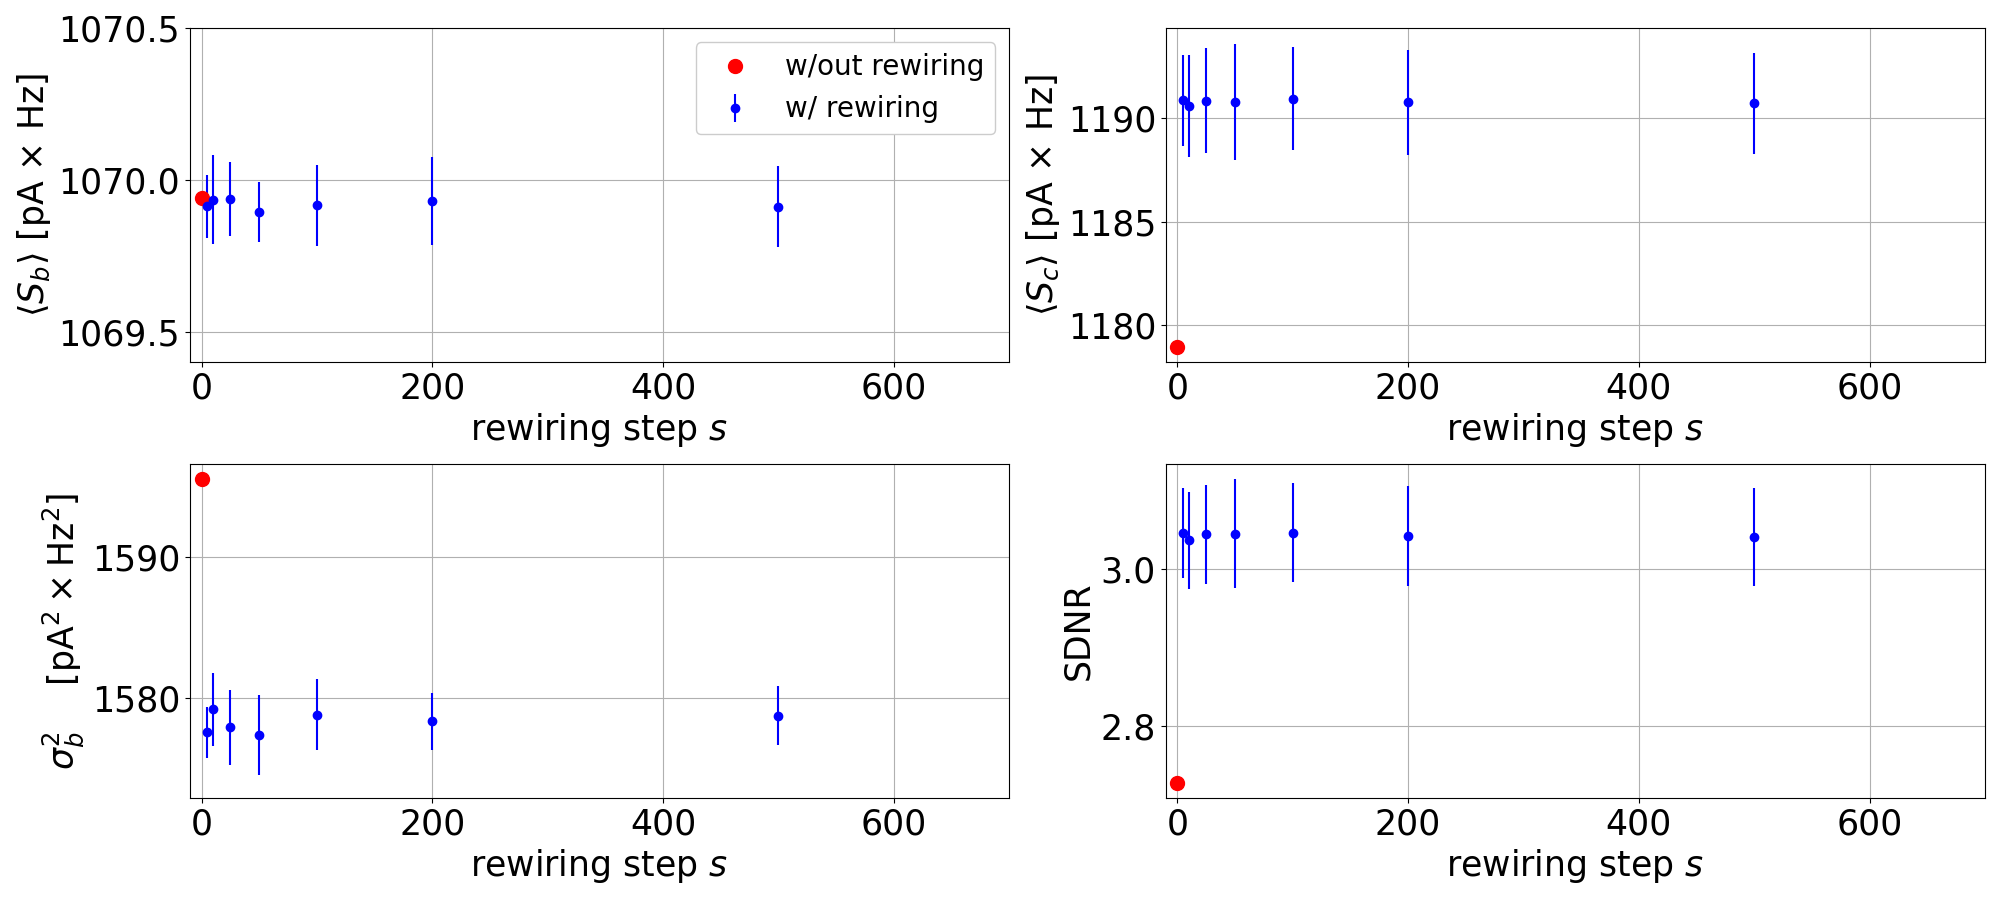 1070.5
1070.0
1069.5
⟨S_b⟩ [pA × Hz]
w/out rewiring
w/ rewiring
0 200 400 600
rewiring step s
1190
1185
1180
⟨S_c⟩ [pA × Hz]
0 200 400 600
rewiring step s
1590
1580
σ_b^2 [pA^2 × Hz^2]
0 200 400 600
rewiring step s
3.0
2.8
SDNR
0 200 400 600
rewiring step s